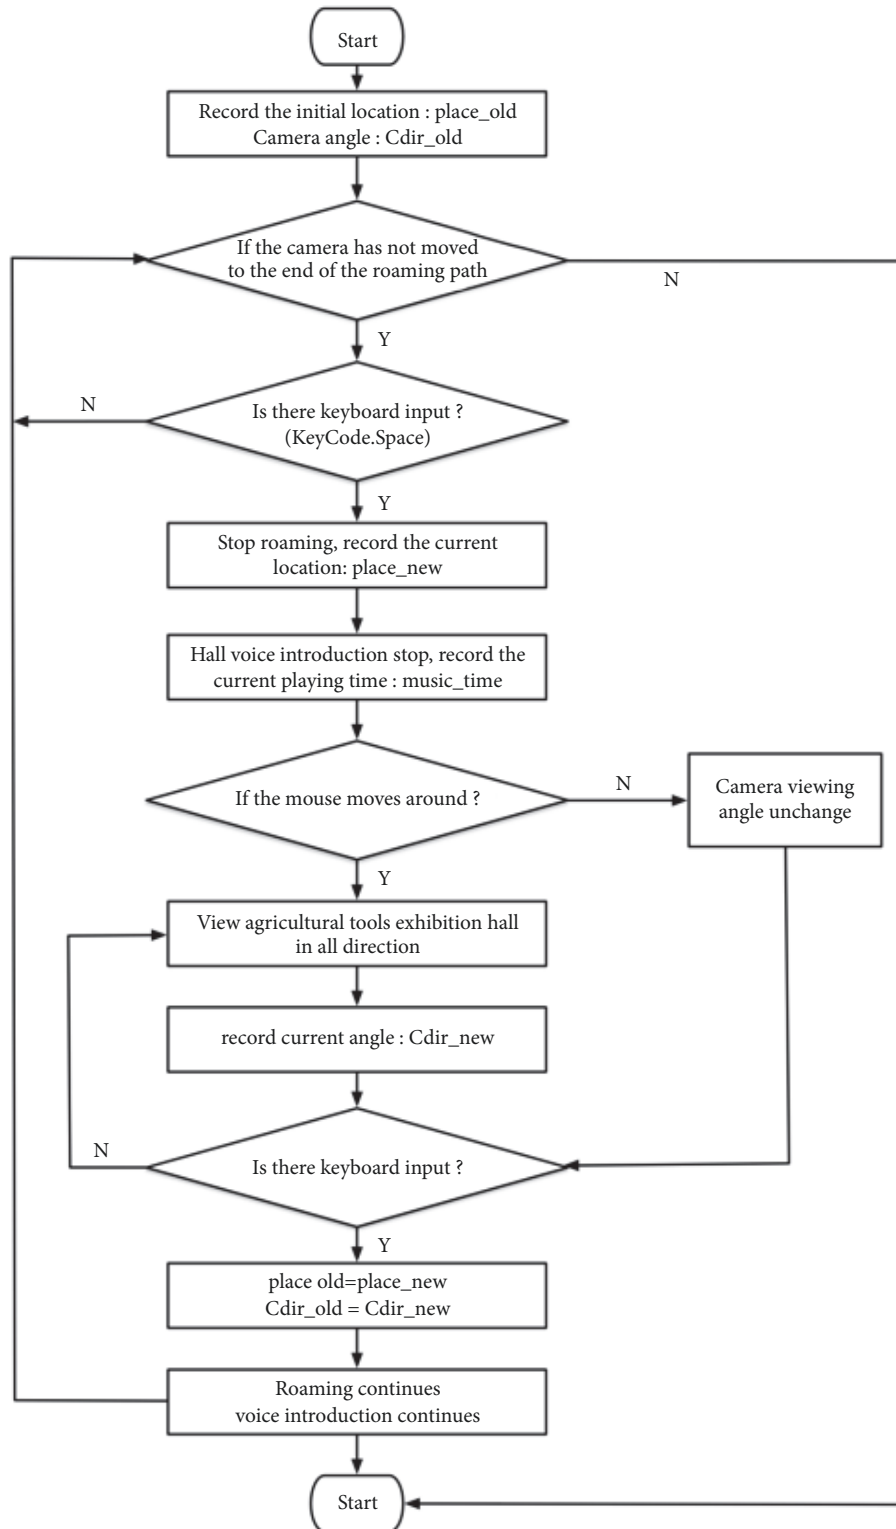 Start
Record the initial location : place_old
Camera angle : Cdir_old
If the camera has not moved
to the end of the roaming path
N
Y
N
Is there keyboard input ?
(KeyCode.Space)
Y
Stop roaming, record the current
location: place_new
Hall voice introduction stop, record the
current playing time : music_time
If the mouse moves around ?
N
Camera viewing
angle unchange
Y
View agricultural tools exhibition hall
in all direction
record current angle : Cdir_new
N
Is there keyboard input ?
Y
place old=place_new
Cdir_old = Cdir_new
Roaming continues
voice introduction continues
Start